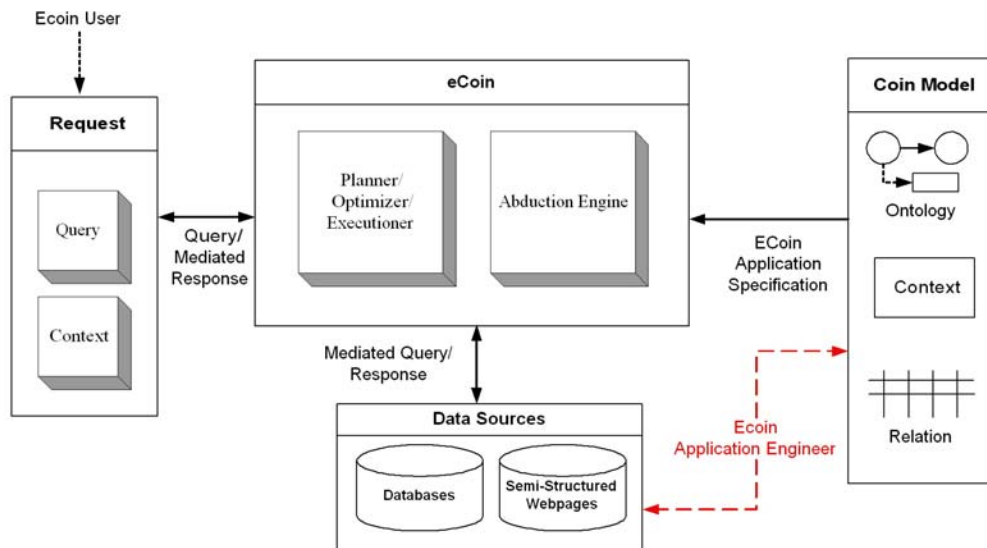 Ecoin User
Request
Query
Context
Query/
Mediated
Response
eCoin
Planner/
Optimizer/
Executioner
Abduction Engine
Mediated Query/
Response
Data Sources
Databases
Semi-Structured
Webpages
ECoin
Application
Specification
Ecoin
Application Engineer
Coin Model
Ontology
Context
Relation